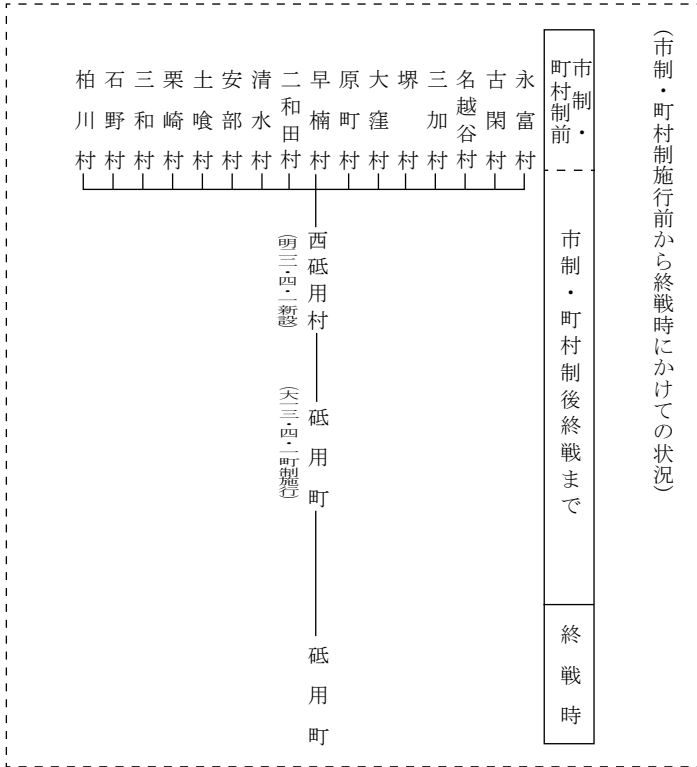 （市制・町村制施行前から終戦時にかけての状況）
市制・
町村制前
市制・町村制後終戦まで
終戦時
永富村
古閑村
名越谷村
三加村
堺村
大窪村
原町村
早楠村
二和田村
清水村
安部村
土喰村
栗崎村
三和村
石野村
柏川村
西砥用村
（明二二・四・一新設）
砥用町
（大一三・四・一町制施行）
砥用町